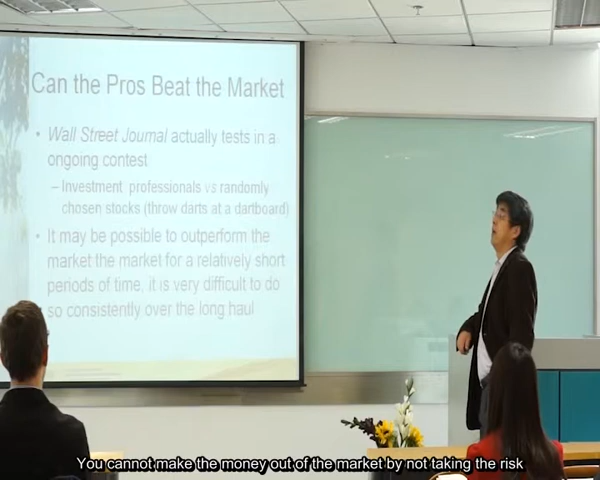 Can the Pros Beat the Market
• Wall Street Journal actually tests in a
ongoing contest
– Investment professionals vs randomly
chosen stocks (throw darts at a dartboard)
• It may be possible to outperform the
market the market for a relatively short
periods of time, it is very difficult to do
so consistently over the long haul
You cannot make the money out of the market by not taking the risk